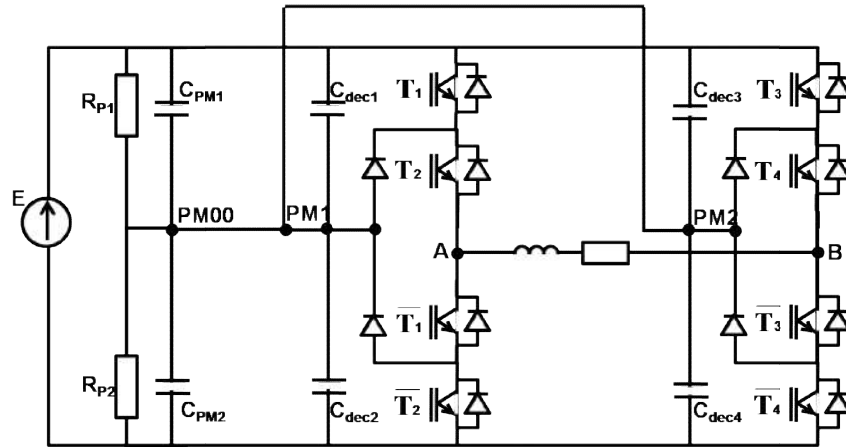 C_PM1 C_dec1 T_1 C_dec3 T_3
R_P1
T_2 T_4
E PM00 PM1 PM2
A B
T̅_1 T̅_3
R_P2
C_PM2 C_dec2 T̅_2 C_dec4 T̅_4